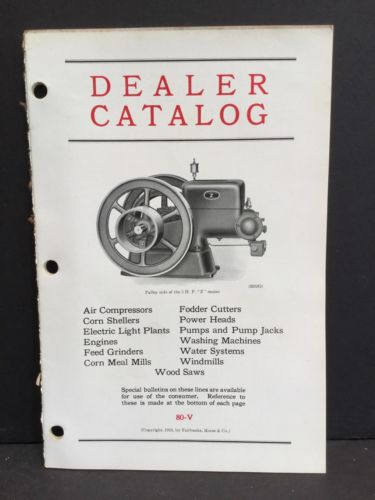 DEALER
CATALOG
Z
Pulley side of the 3 H. P. "Z" engine
Air Compressors
Corn Shellers
Electric Light Plants
Engines
Feed Grinders
Corn Meal Mills
Fodder Cutters
Power Heads
Pumps and Pump Jacks
Washing Machines
Water Systems
Windmills
Wood Saws
Special bulletins on these lines are available
for use of the consumer. Reference to
these is made at the bottom of each page
80-V
by Fairbanks, Morse & Co.)